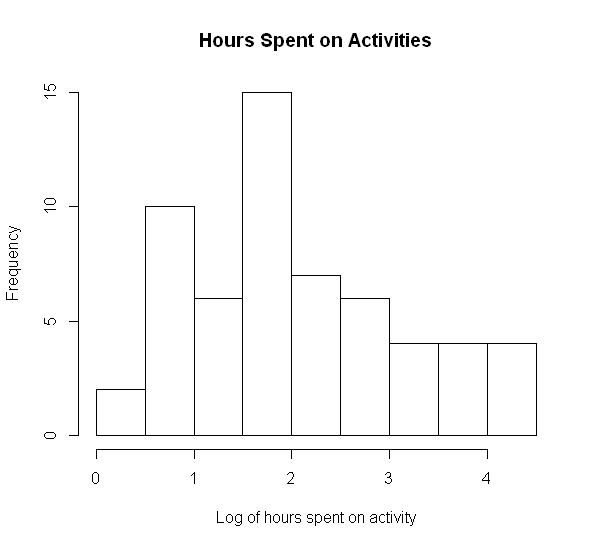 Hours Spent on Activities
15
10
5
0
Frequency
0 1 2 3 4
Log of hours spent on activity